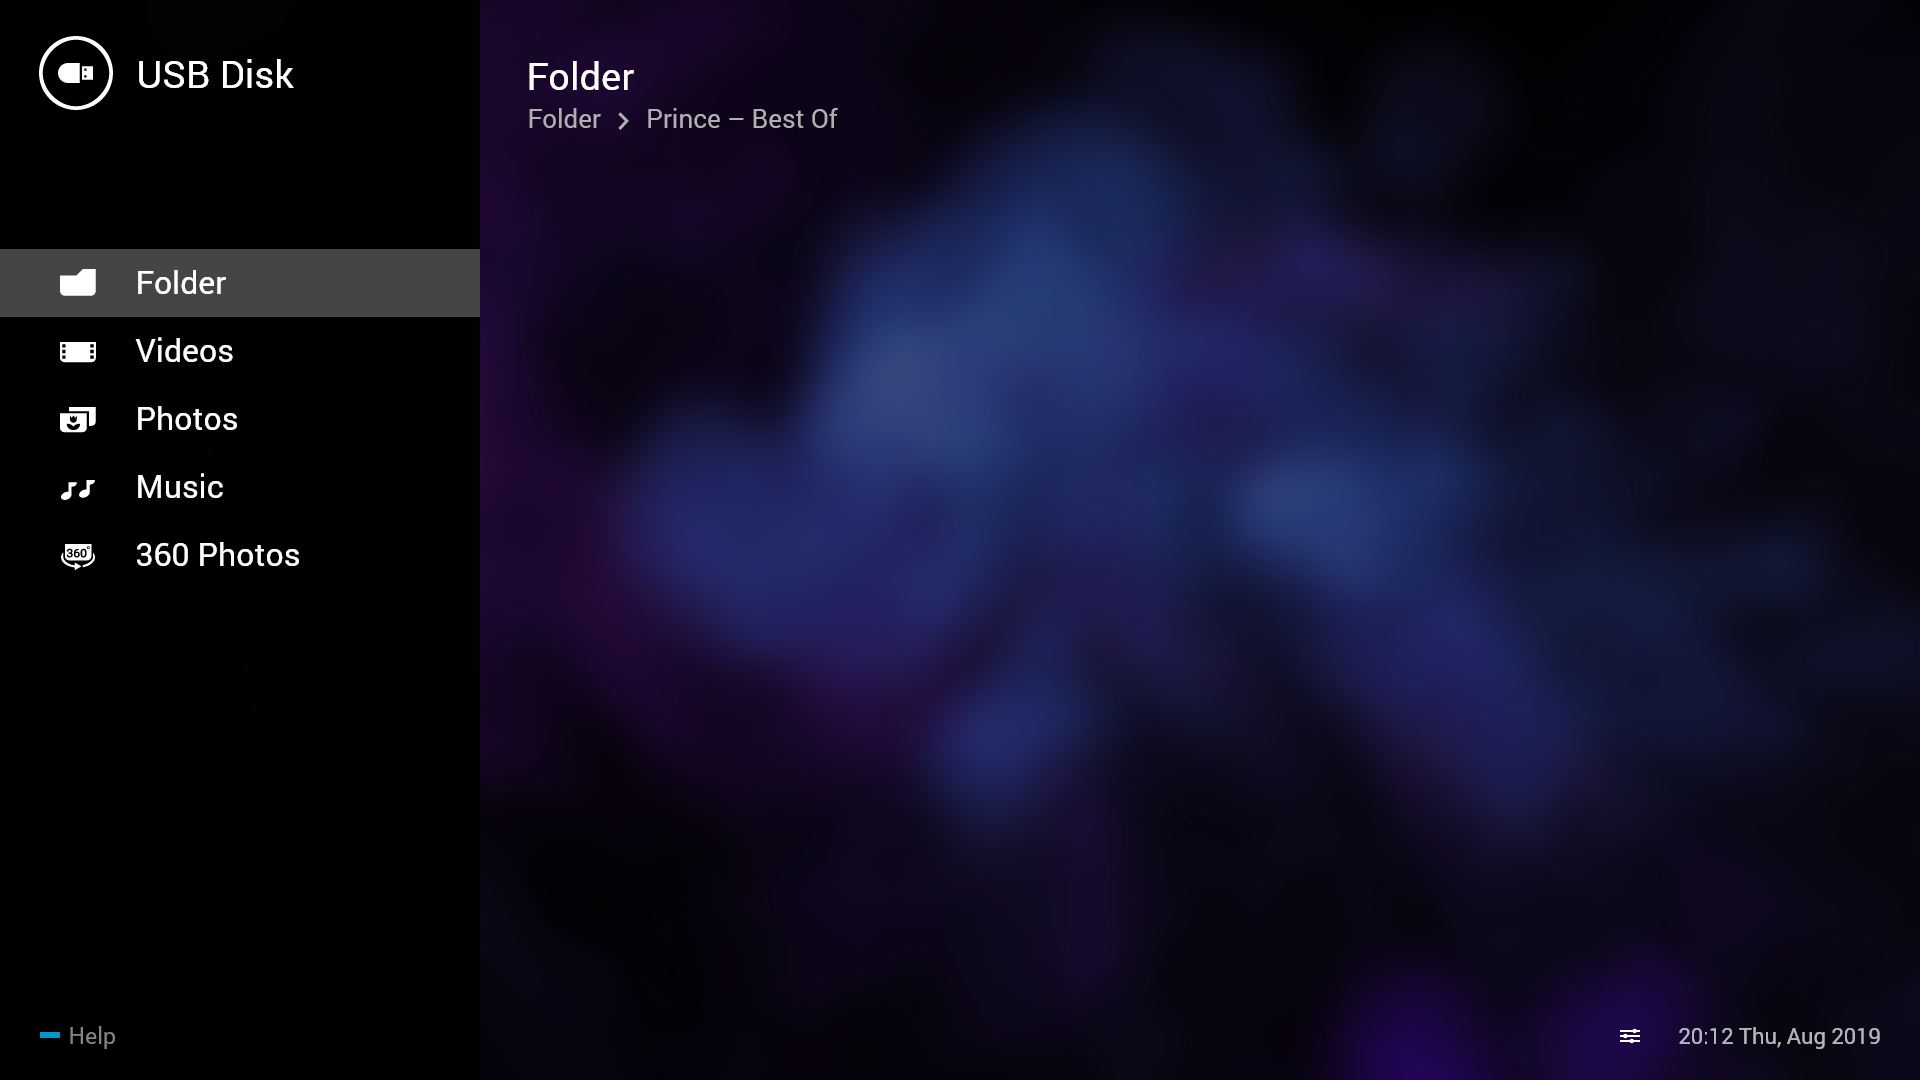 USB Disk
Folder
Folder > Prince – Best Of
Folder
Videos
Photos
Music
360°
360 Photos
Help
20:12 Thu, Aug 2019